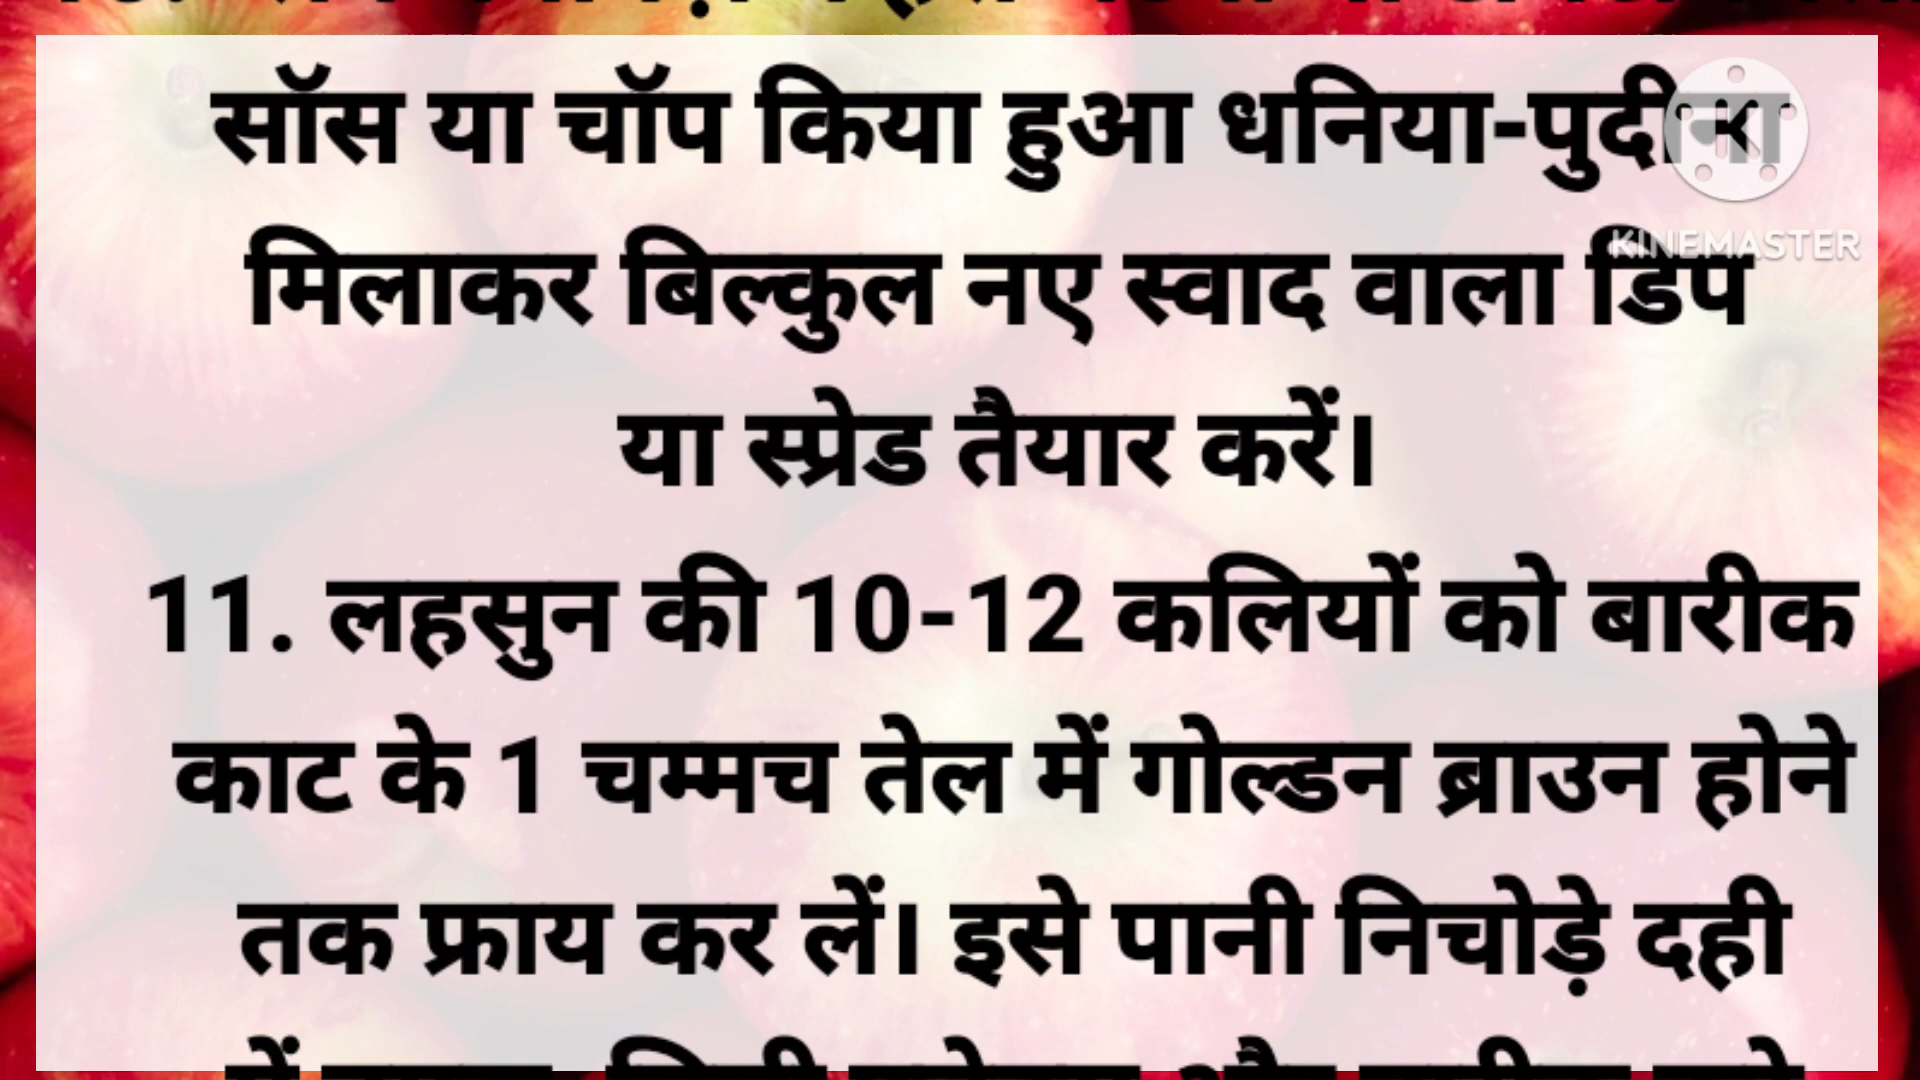 सॉस या चॉप किया हुआ धनिया-पुदीना
KINEMASTER
मिलाकर बिल्कुल नए स्वाद वाला डिप
या स्प्रेड तैयार करें।
11. लहसुन की 10-12 कलियों को बारीक
काट के 1 चम्मच तेल में गोल्डन ब्राउन होने
तक फ्राय कर लें। इसे पानी निचोड़े दही